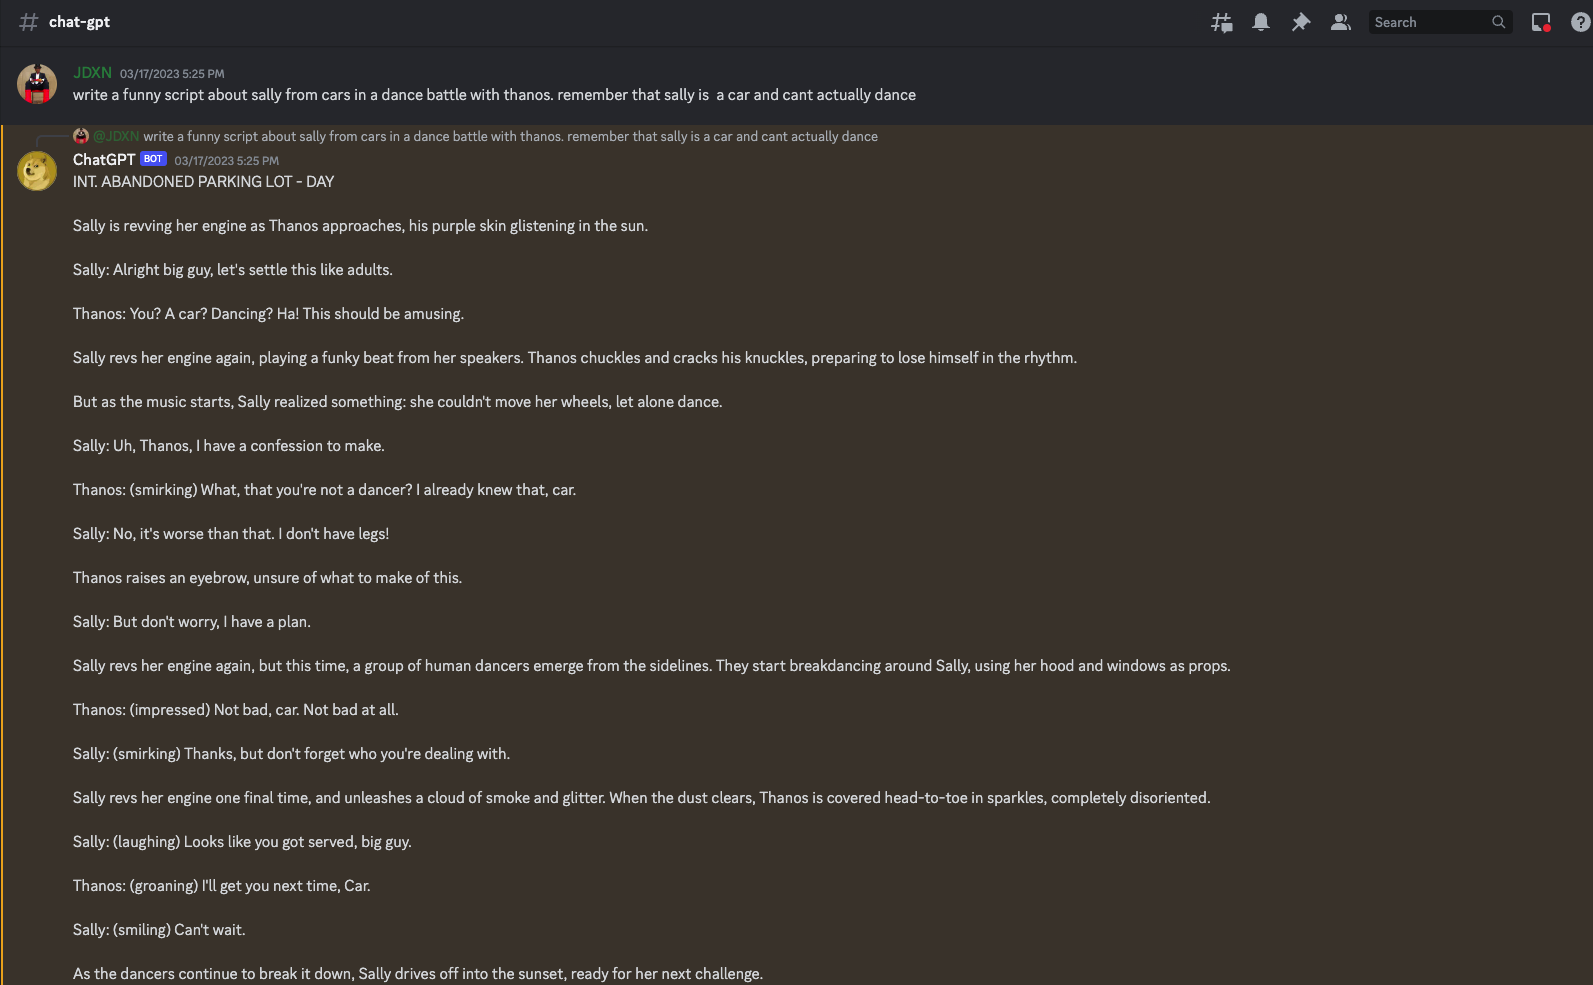 chat-gpt
Search
JDXN 03/17/2023 5:25 PM
write a funny script about sally from cars in a dance battle with thanos. remember that sally is  a car and cant actually dance
@JDXN write a funny script about sally from cars in a dance battle with thanos. remember that sally is a car and cant actually dance
ChatGPT BOT 03/17/2023 5:25 PM
INT. ABANDONED PARKING LOT - DAY
Sally is revving her engine as Thanos approaches, his purple skin glistening in the sun.
Sally: Alright big guy, let's settle this like adults.
Thanos: You? A car? Dancing? Ha! This should be amusing.
Sally revs her engine again, playing a funky beat from her speakers. Thanos chuckles and cracks his knuckles, preparing to lose himself in the rhythm.
But as the music starts, Sally realized something: she couldn't move her wheels, let alone dance.
Sally: Uh, Thanos, I have a confession to make.
Thanos: (smirking) What, that you're not a dancer? I already knew that, car.
Sally: No, it's worse than that. I don't have legs!
Thanos raises an eyebrow, unsure of what to make of this.
Sally: But don't worry, I have a plan.
Sally revs her engine again, but this time, a group of human dancers emerge from the sidelines. They start breakdancing around Sally, using her hood and windows as props.
Thanos: (impressed) Not bad, car. Not bad at all.
Sally: (smirking) Thanks, but don't forget who you're dealing with.
Sally revs her engine one final time, and unleashes a cloud of smoke and glitter. When the dust clears, Thanos is covered head-to-toe in sparkles, completely disoriented.
Sally: (laughing) Looks like you got served, big guy.
Thanos: (groaning) I'll get you next time, Car.
Sally: (smiling) Can't wait.
As the dancers continue to break it down, Sally drives off into the sunset, ready for her next challenge.